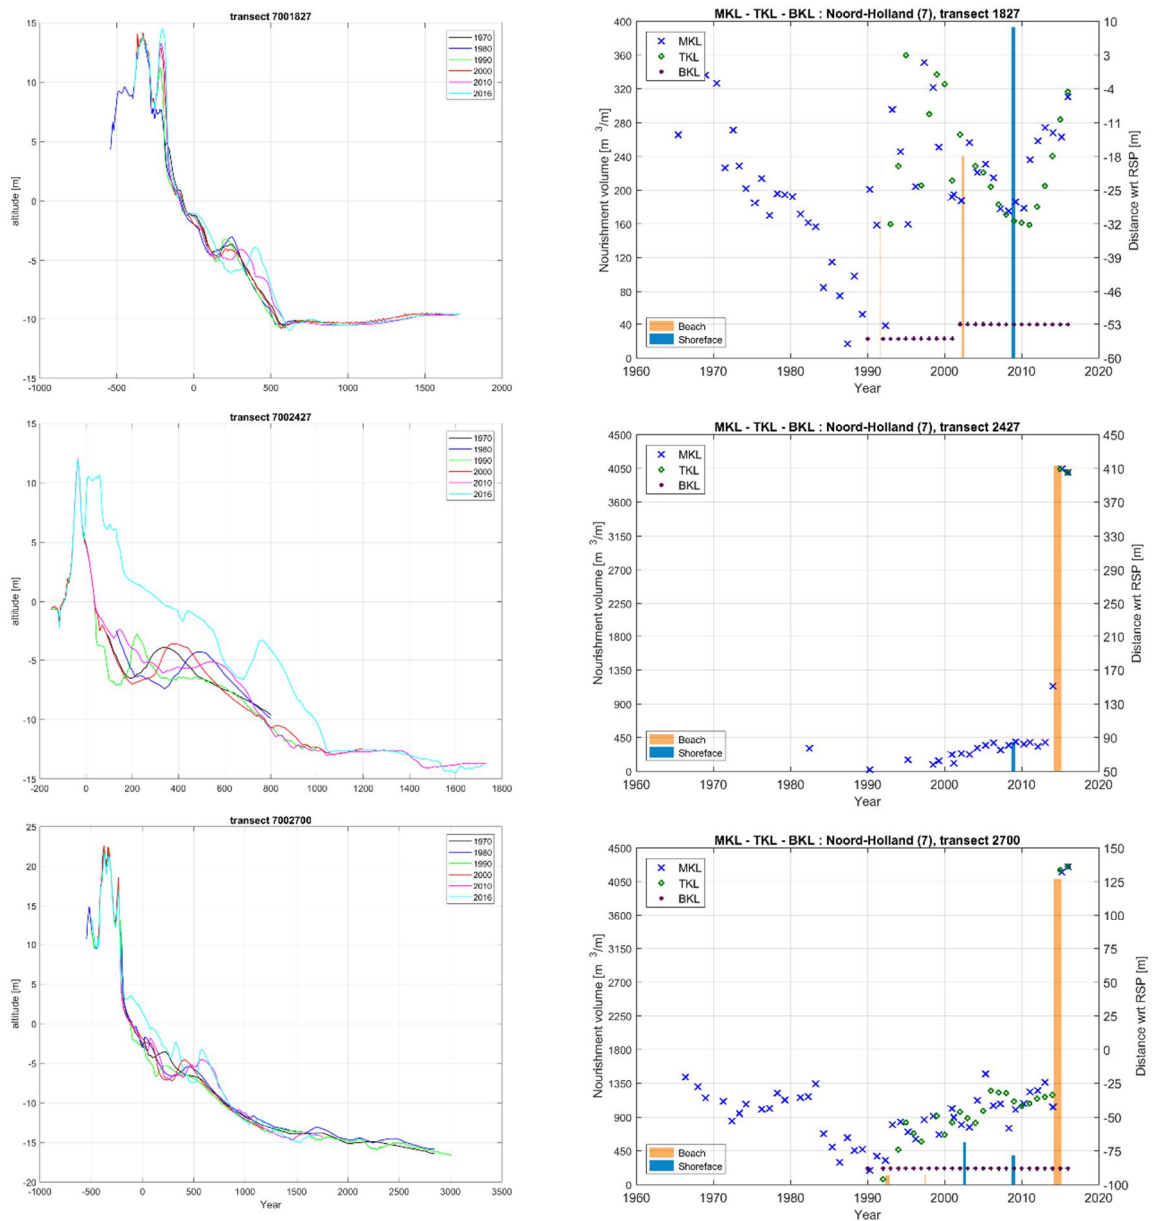 transect 7001827
15
10
5
0
-5
-10
-15
altitude [m]
-1000 -500 0 500 1000 1500 2000
1970
1980
1990
2000
2010
2016
MKL - TKL - BKL : Noord-Holland (7), transect 1827
400
360
320
280
240
200
160
120
80
40
0
Nourishment volume [m 3/m]
10
3
-4
-11
-18
-25
-32
-39
-46
-53
-60
Distance wrt RSP [m]
MKL
TKL
BKL
Beach
Shoreface
1960 1970 1980 1990 2000 2010 2020
Year
transect 7002427
15
10
5
0
-5
-10
-15
altitude [m]
-200 0 200 400 600 800 1000 1200 1400 1600 1800
1970
1980
1990
2000
2010
2016
MKL - TKL - BKL : Noord-Holland (7), transect 2427
4500
4050
3600
3150
2700
2250
1800
1350
900
450
0
Nourishment volume [m 3/m]
450
410
370
330
290
250
210
170
130
90
50
Distance wrt RSP [m]
MKL
TKL
BKL
Beach
Shoreface
1960 1970 1980 1990 2000 2010 2020
Year
transect 7002700
25
20
15
10
5
0
-5
-10
-15
-20
altitude [m]
-1000 -500 0 500 1000 1500 2000 2500 3000 3500
Year
1970
1980
1990
2000
2010
2016
MKL - TKL - BKL : Noord-Holland (7), transect 2700
4500
4050
3600
3150
2700
2250
1800
1350
900
450
0
Nourishment volume [m 3/m]
150
125
100
75
50
25
0
-25
-50
-75
-100
Distance wrt RSP [m]
MKL
TKL
BKL
Beach
Shoreface
1960 1970 1980 1990 2000 2010 2020
Year